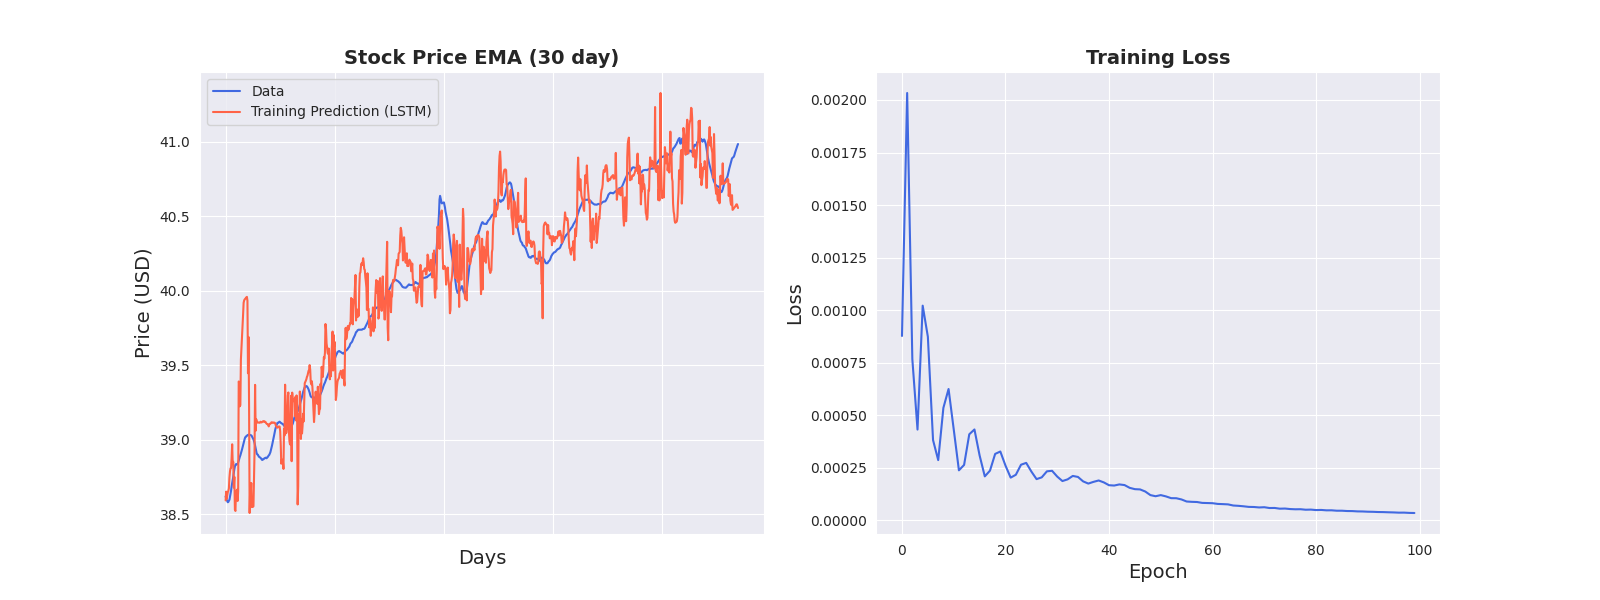 Stock Price EMA (30 day)
Data
Training Prediction (LSTM)
41.0
40.5
40.0
39.5
39.0
38.5
Price (USD)
Days
Training Loss
0.00200
0.00175
0.00150
0.00125
0.00100
0.00075
0.00050
0.00025
0.00000
Loss
0 20 40 60 80 100
Epoch